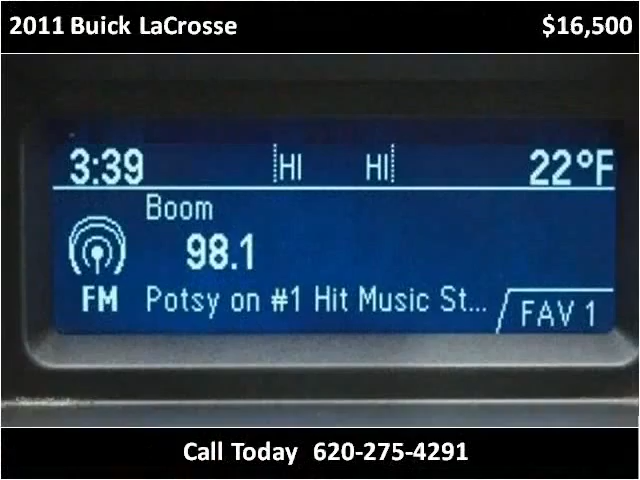 2011 Buick LaCrosse $16,500
3:39 HI HI 22°F
Boom
98.1
FM Potsy on #1 Hit Music St...
FAV 1
Call Today 620-275-4291